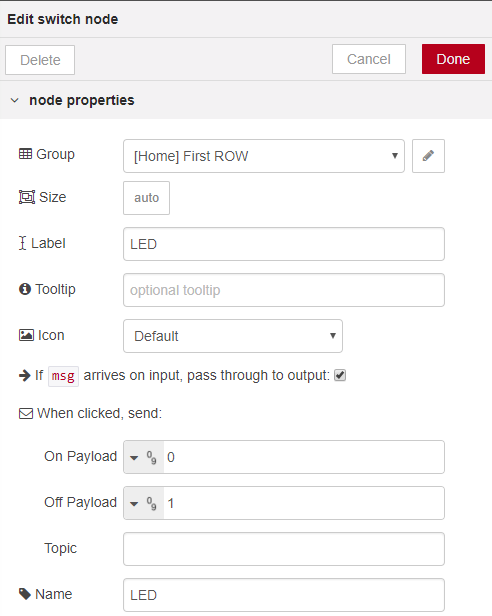 Edit switch node
Delete Cancel Done
node properties
Group [Home] First ROW
Size auto
Label LED
Tooltip optional tooltip
Icon Default
If msg arrives on input, pass through to output:
When clicked, send:
On Payload 0
Off Payload 1
Topic
Name LED